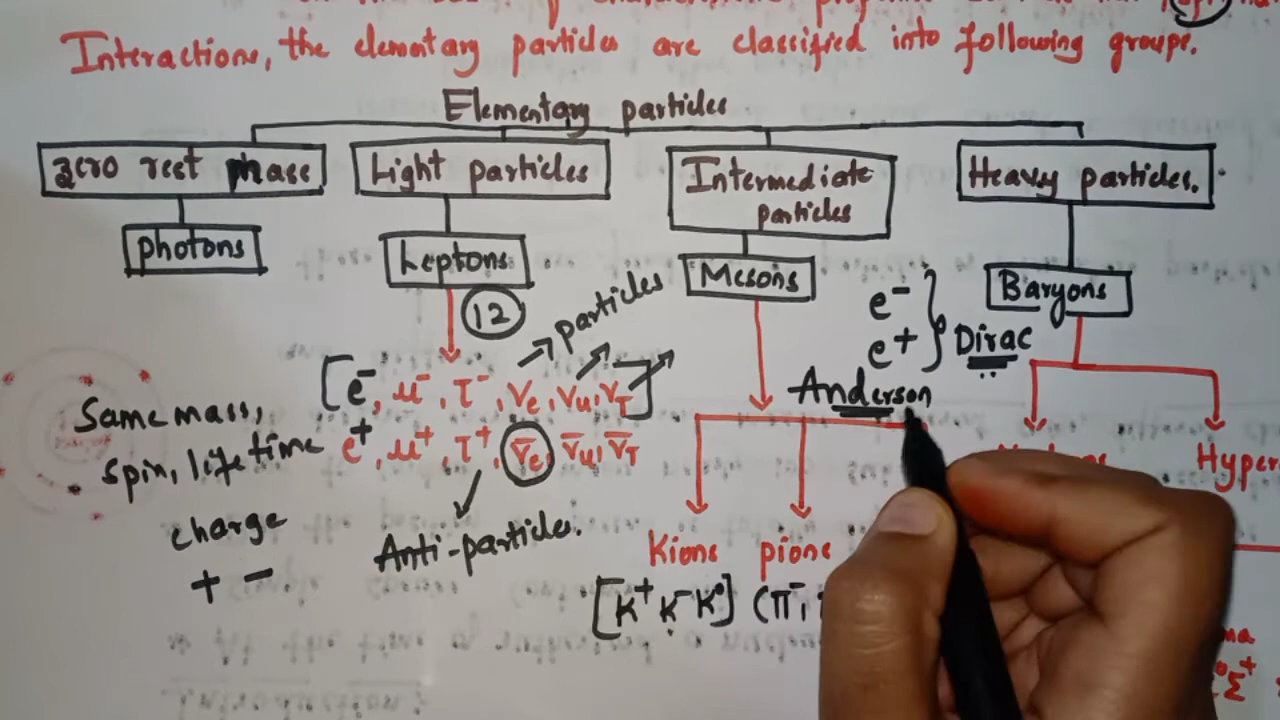 Interactions, the elementary particles are classified into following groups.
Elementary particles
zero rest mass
Light particles
Intermediate
particles
Heavy particles.
photons
Leptons
Mesons
Baryons
12
particles
e-
e+
Dirac
Anderson
[e-, μ-, τ-, νe, νμ, ντ]
e+, μ+, τ+, ν̄e, ν̄μ, ν̄τ
Same mass,
spin, life time
charge
+ -
Anti-particles.
Kions
pions
Hyper
[K+ K- K0]
(π-,
Σ+